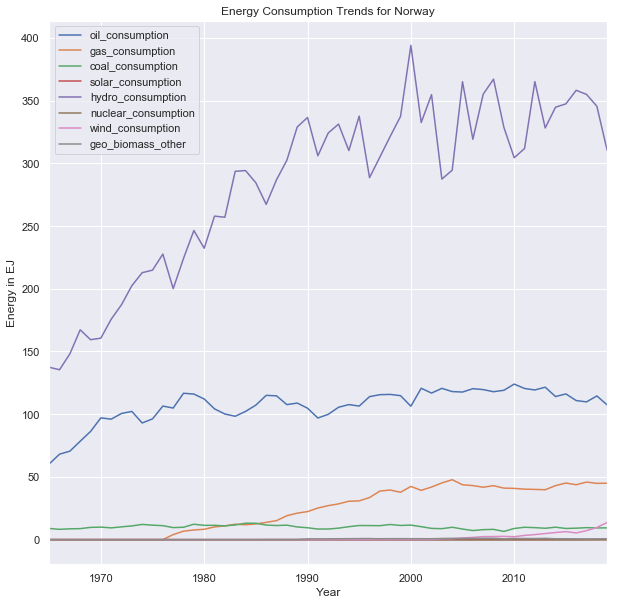 Energy Consumption Trends for Norway
oil_consumption
gas_consumption
coal_consumption
solar_consumption
hydro_consumption
nuclear_consumption
wind_consumption
geo_biomass_other
400
350
300
250
200
150
100
50
0
Energy in EJ
1970 1980 1990 2000 2010
Year